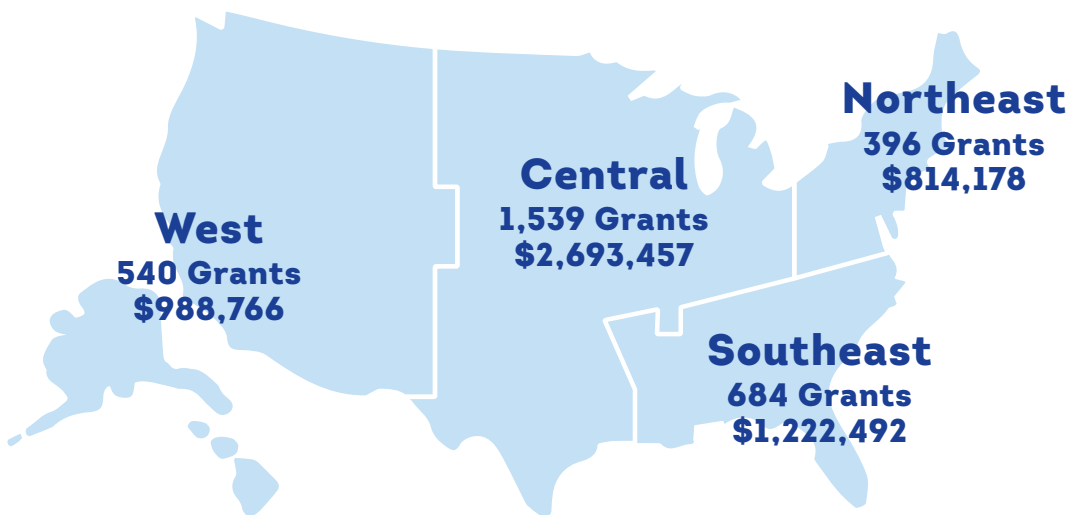 Northeast
396 Grants
$814,178
Central
1,539 Grants
$2,693,457
West
540 Grants
$988,766
Southeast
684 Grants
$1,222,492